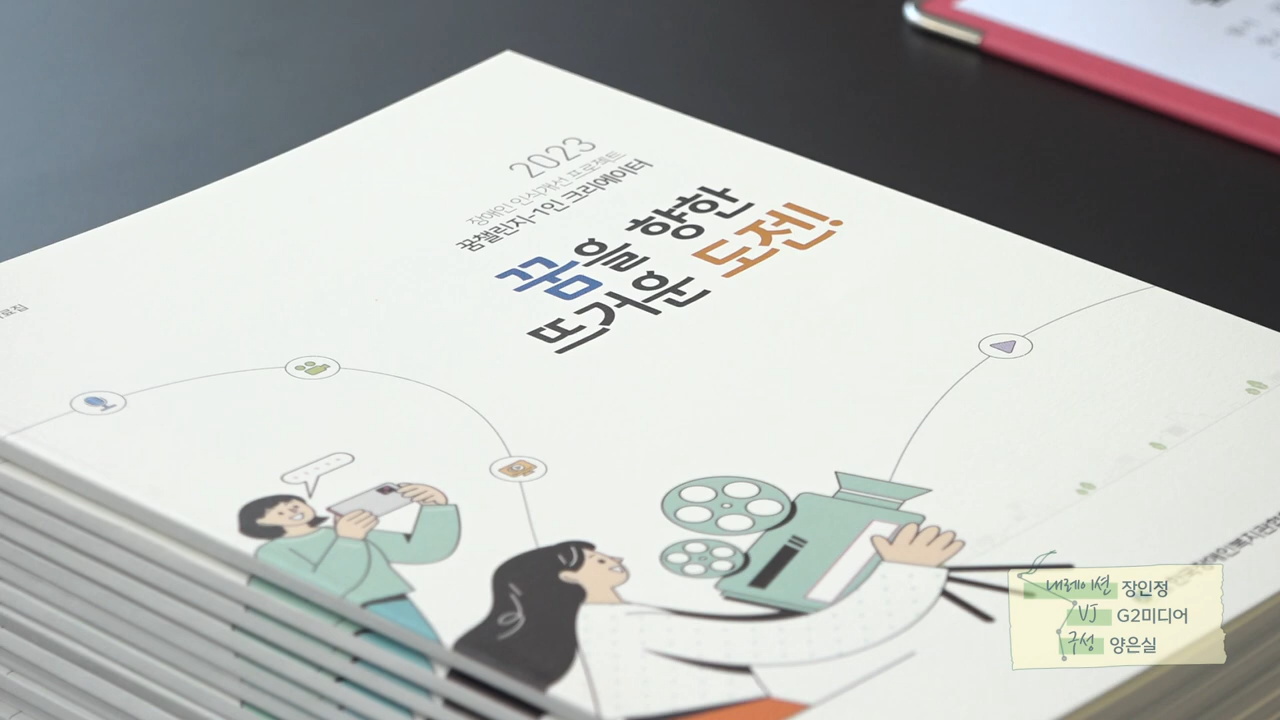 2023
장애인 인식개선 프로젝트
꿈챌린지-1인 크리에이터
꿈을 향한
뜨거운 도전!
내레이션 장인정
VJ G2미디어
구성 양은실